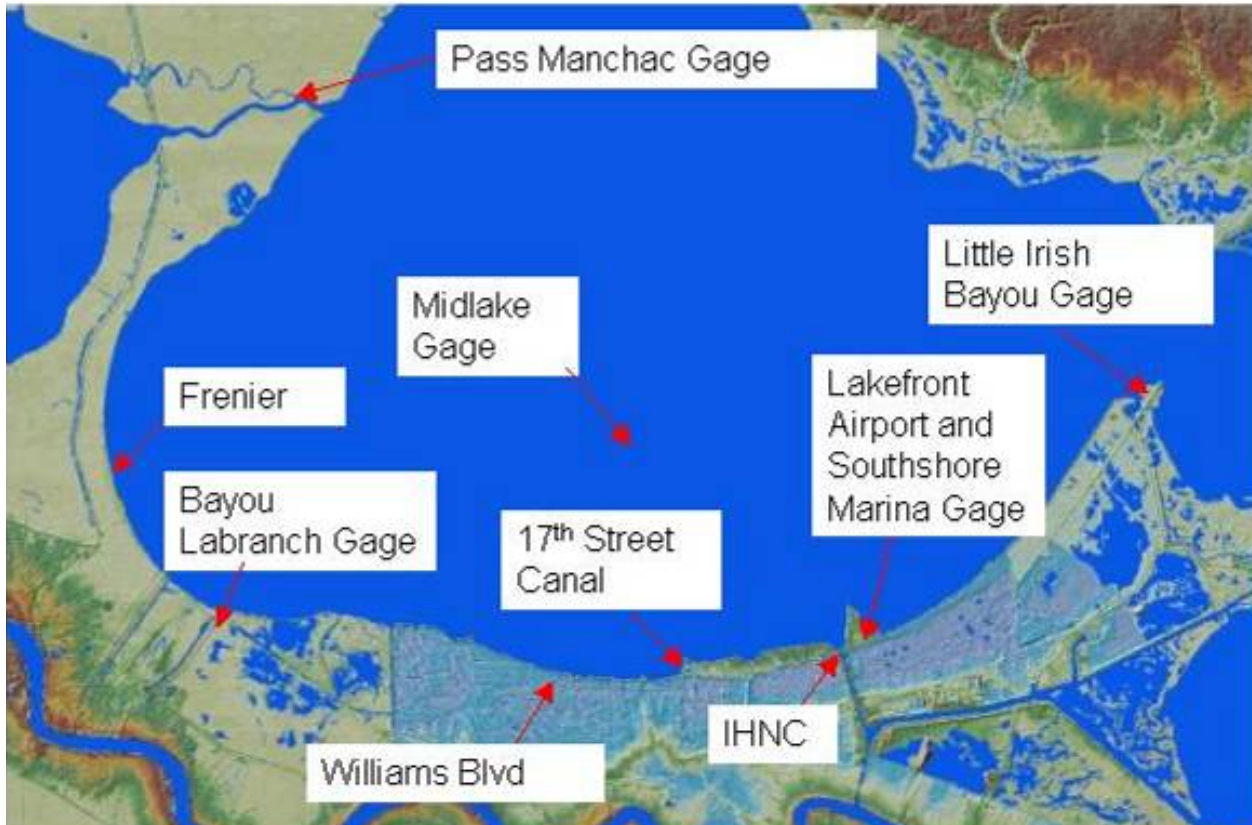 Pass Manchac Gage
Little Irish
Bayou Gage
Midlake
Gage
Lakefront
Airport and
Southshore
Marina Gage
Frenier
Bayou
Labranch Gage
17th Street
Canal
IHNC
Williams Blvd